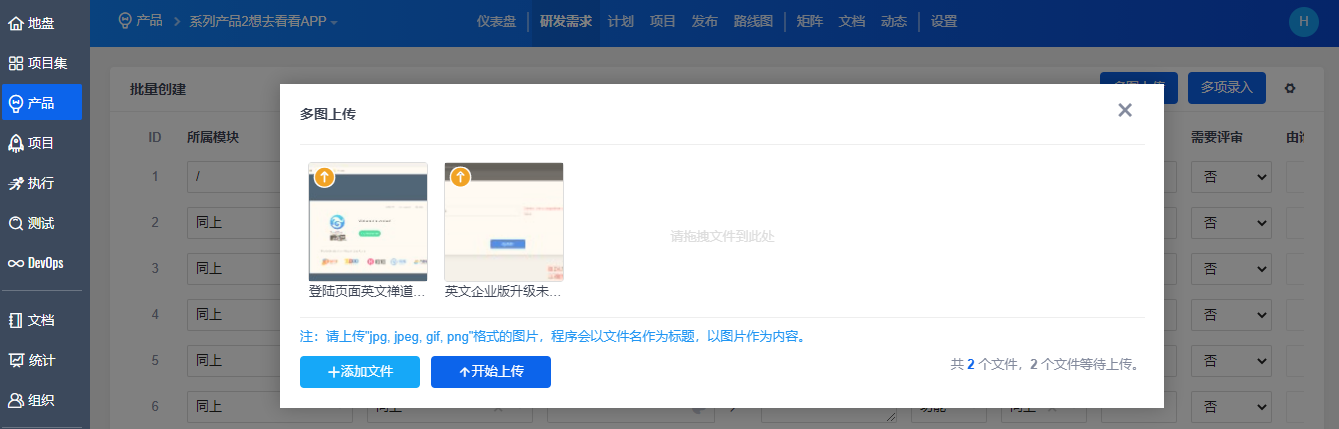 地盘
项目集
产品
项目
执行
测试
DevOps
文档
统计
组织
产品
系列产品2想去看看APP
仪表盘 研发需求 计划 项目 发布 路线图 矩阵 文档 动态 设置
H
批量创建
多图上传 多项录入
ID 所属模块 需要评审
1 / 否
2 同上 否
3 同上 否
4 同上 否
5 同上 否
6 同上 同上 功能 同上 否
多图上传
登陆页面英文禅道...
英文企业版升级未...
请拖拽文件到此处
注：请上传"jpg, jpeg, gif, png"格式的图片，程序会以文件名作为标题，以图片作为内容。
添加文件
开始上传
共 2 个文件，2 个文件等待上传。